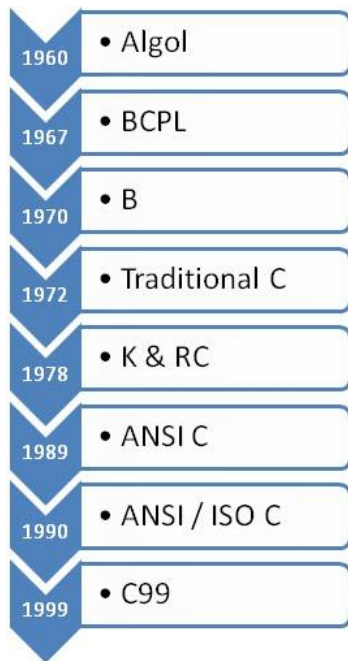 1960
• Algol
1967
• BCPL
1970
• B
1972
• Traditional C
1978
• K & RC
1989
• ANSI C
1990
• ANSI / ISO C
1999
• C99